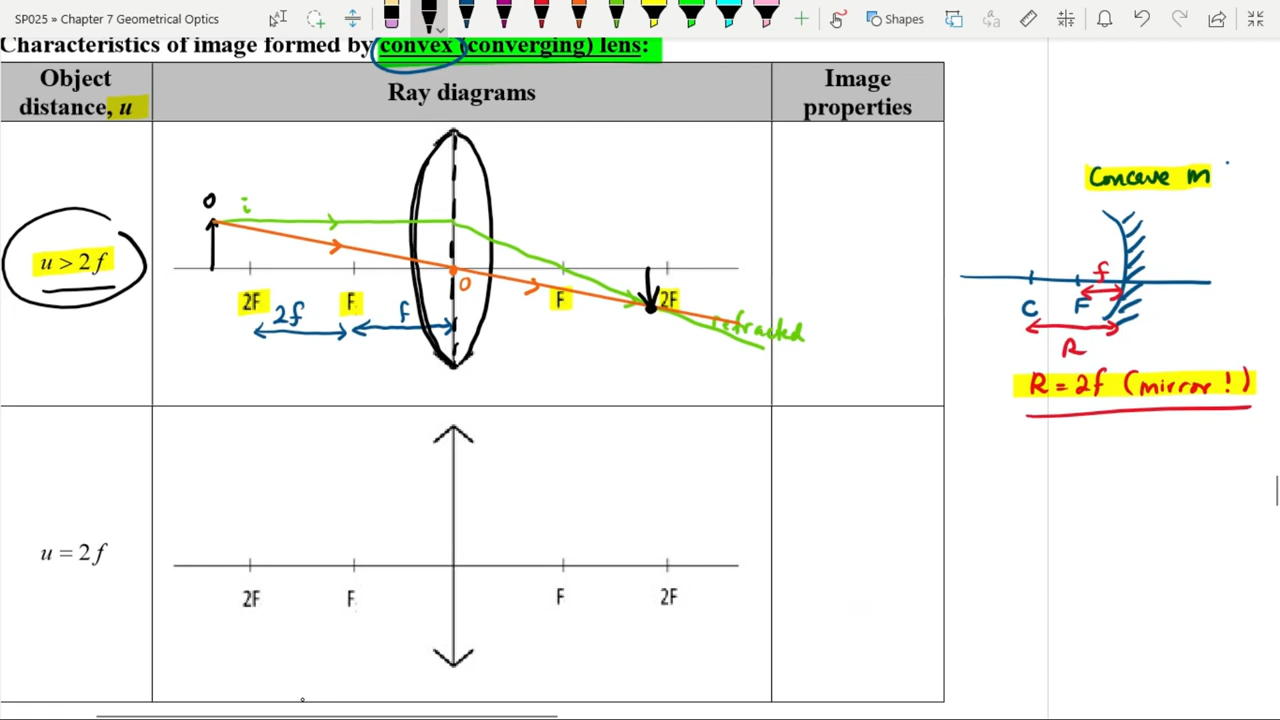 SP025 » Chapter 7 Geometrical Optics
Shapes
Characteristics of image formed by convex (converging) lens:
Object distance, u
Ray diagrams
Image properties
u > 2f
O
i
2F
F
O
F
2F
2f
f
refracted
u = 2f
2F
F
F
2F
Concave m
f
C
F
R
R = 2f (mirror!)